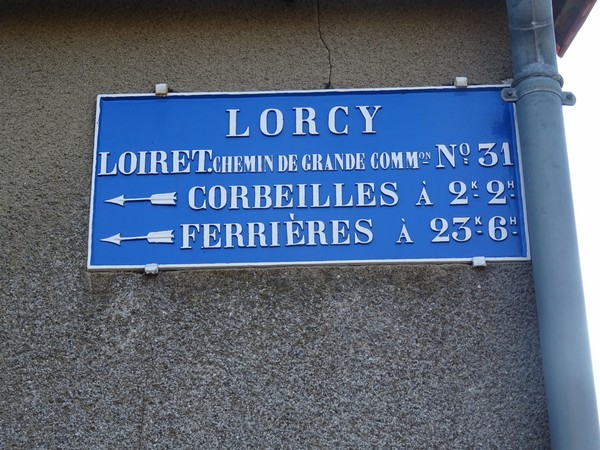 LORCY
LOIRET. CHEMIN DE GRANDE COMMᴼᴺ Nº 31
CORBEILLES À 2ᴷ 2ᴴ
FERRIÈRES À 23ᴷ 6ᴴ